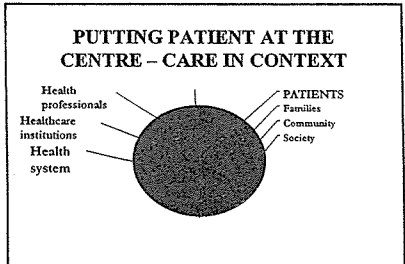 PUTTING PATIENT AT THE
CENTRE – CARE IN CONTEXT
Health
professionals
Healthcare
institutions
Health
system
PATIENTS
Families
Community
Society